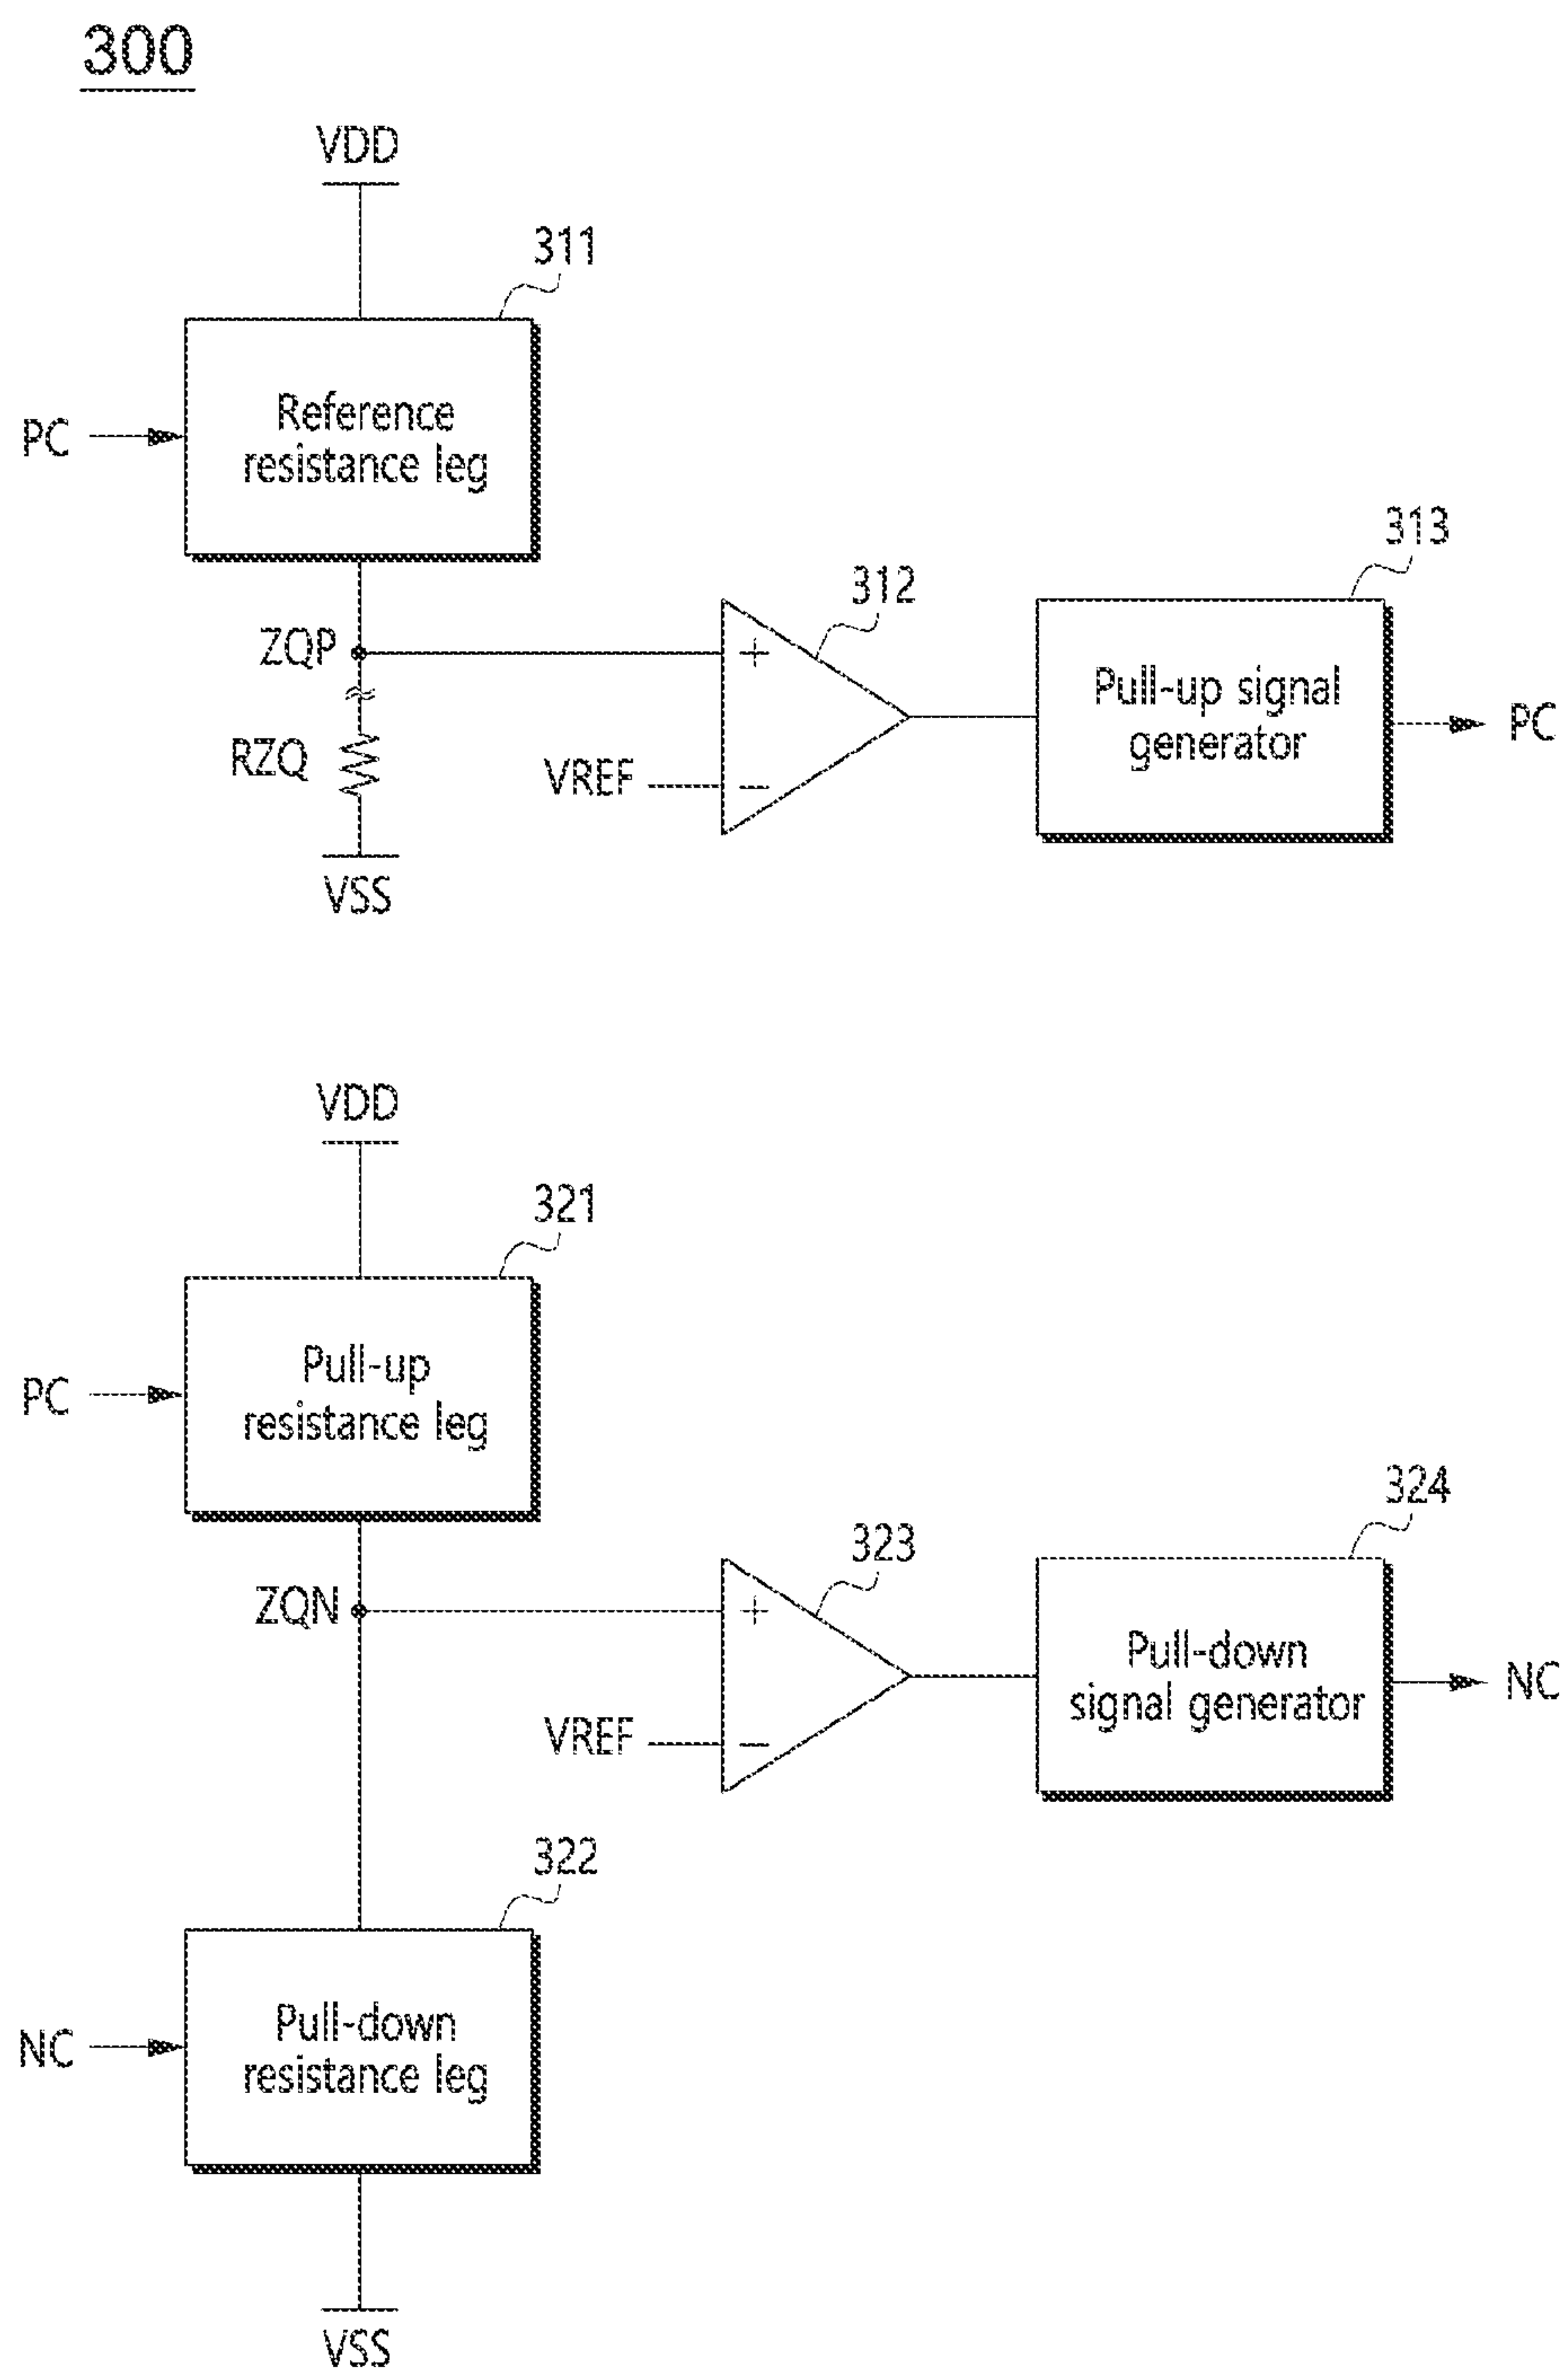 300
VDD
311
PC
Reference
resistance leg
ZQP
RZQ
VSS
312
+
VREF
−
313
Pull-up signal
generator
PC
VDD
321
PC
Pull-up
resistance leg
ZQN
323
+
VREF
−
324
Pull-down
signal generator
NC
322
NC
Pull-down
resistance leg
VSS